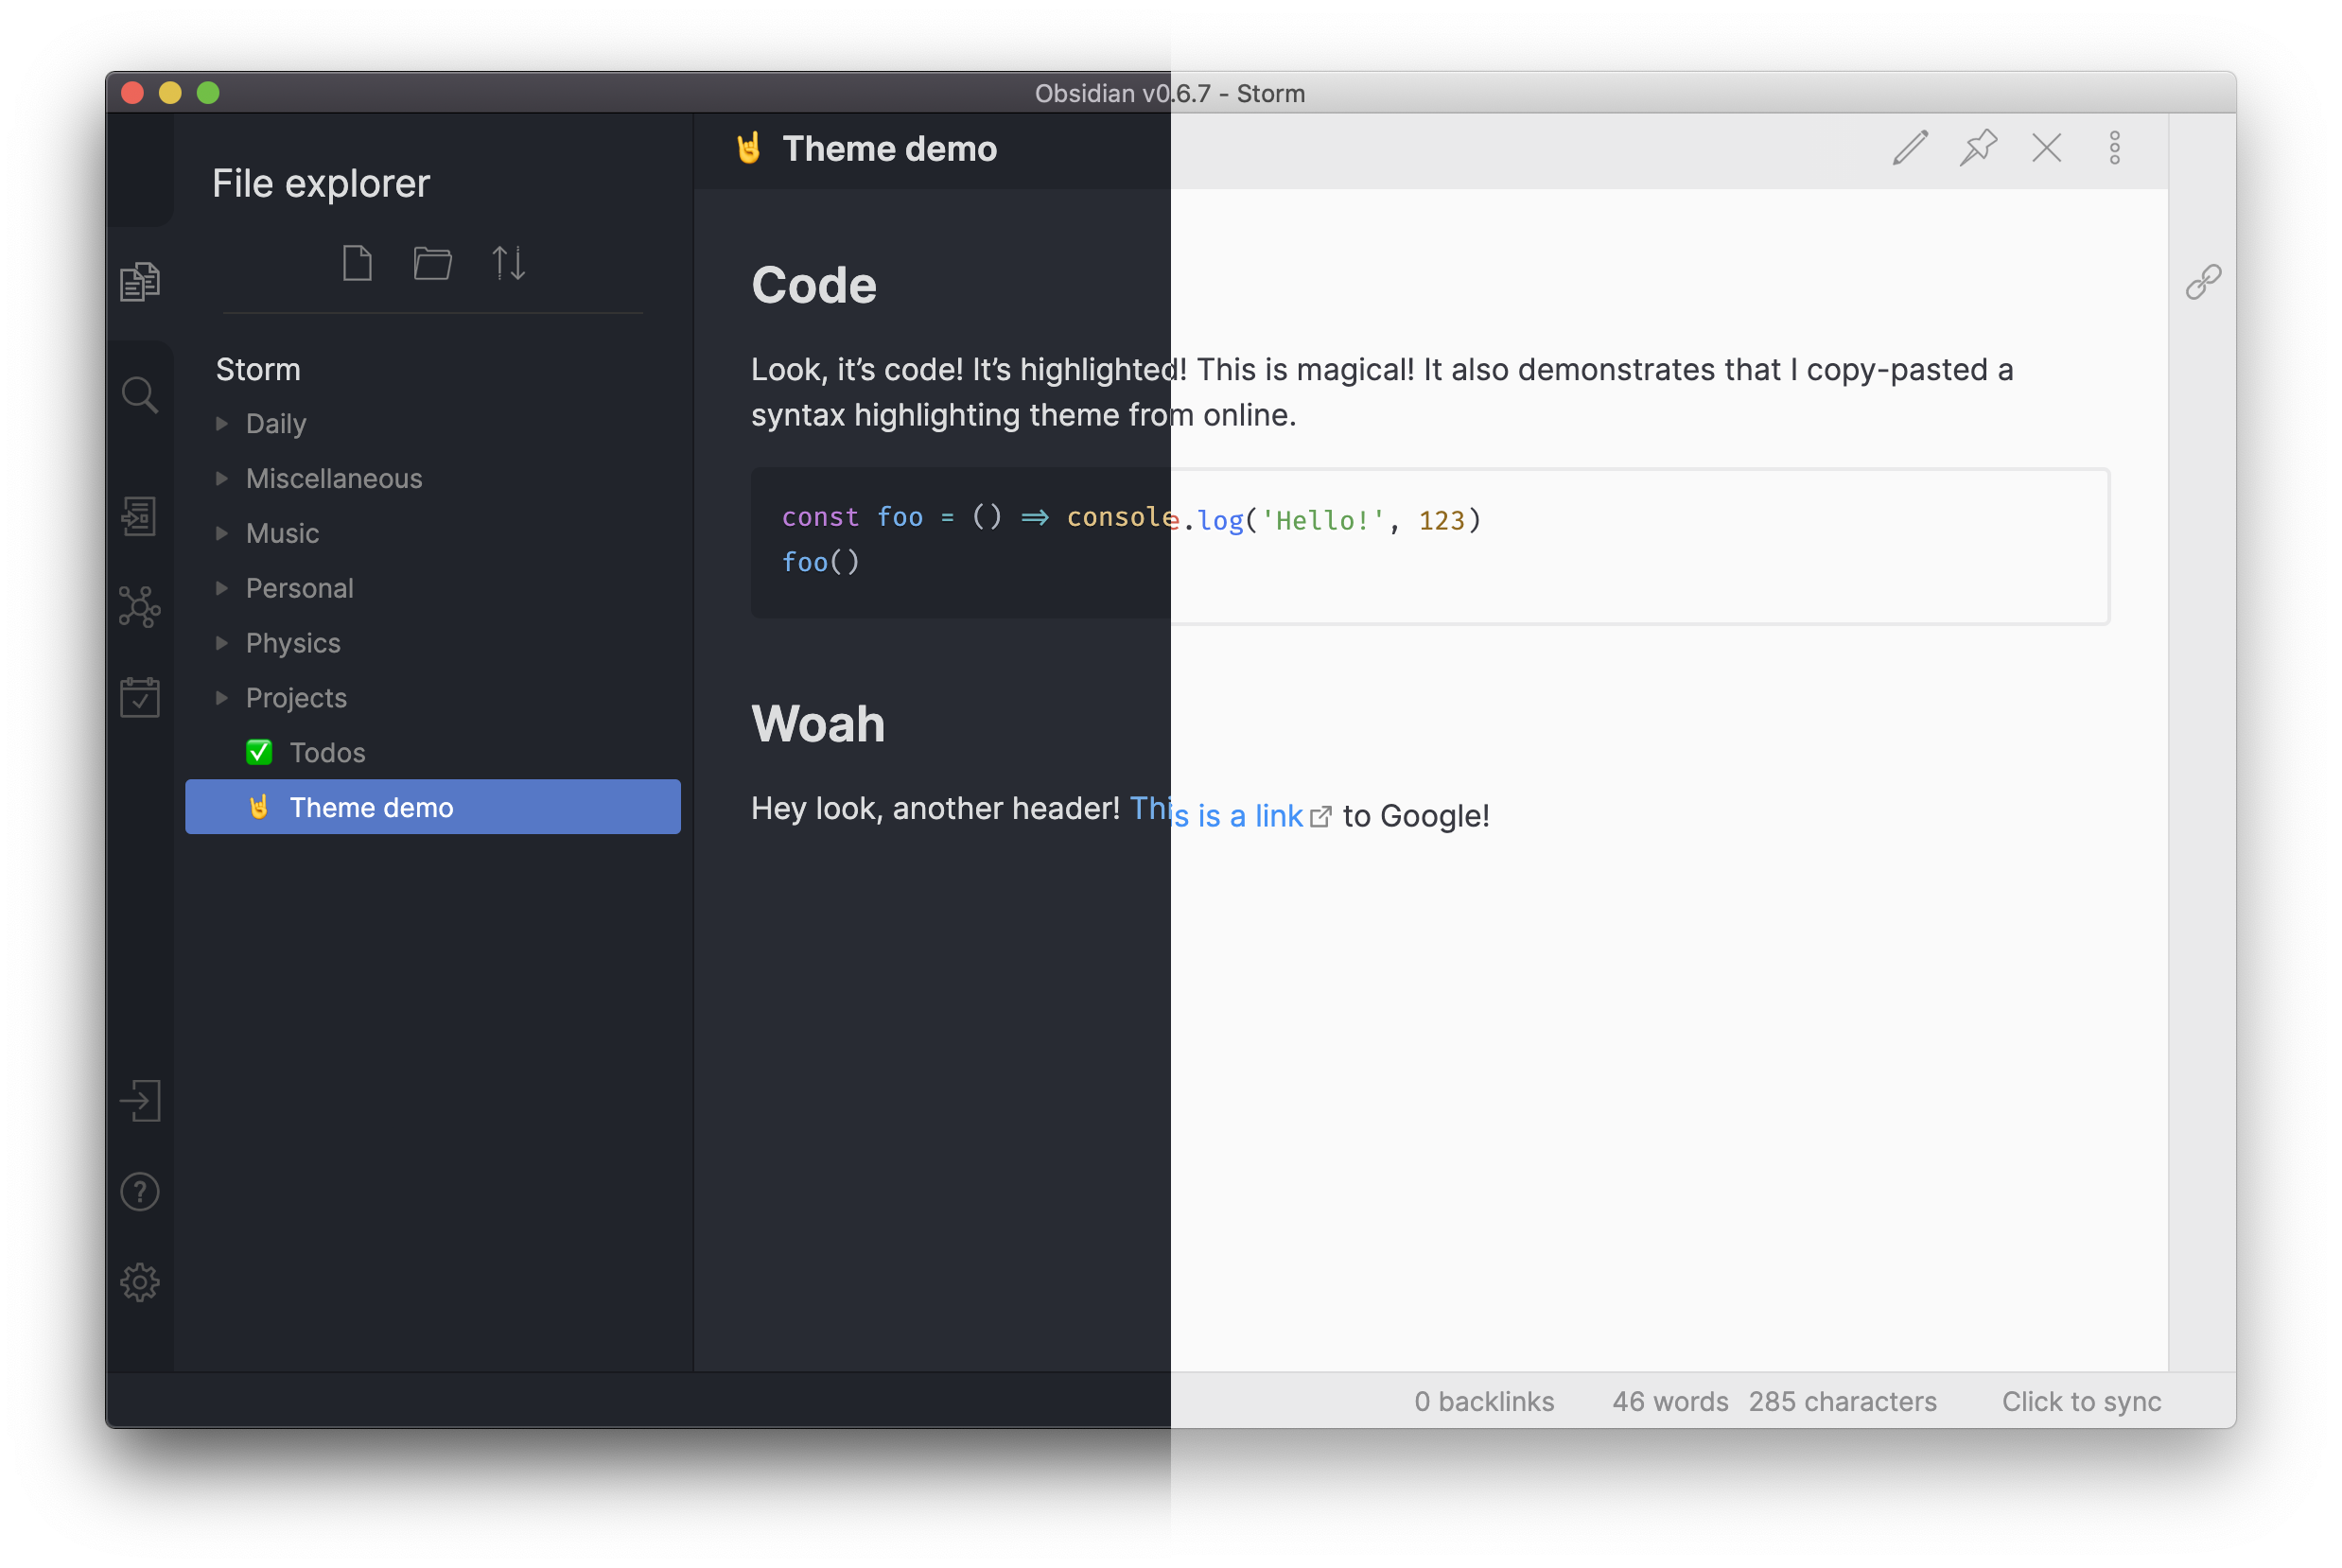 Obsidian v0.6.7 - Storm
File explorer
Storm
Daily
Miscellaneous
Music
Personal
Physics
Projects
✅ Todos
🤘 Theme demo
🤘 Theme demo
Code
Look, it’s code! It’s highlighted! This is magical! It also demonstrates that I copy-pasted a
syntax highlighting theme from online.
const foo = () => console.log('Hello!', 123)
foo()
Woah
Hey look, another header! This is a link to Google!
0 backlinks 46 words 285 characters Click to sync